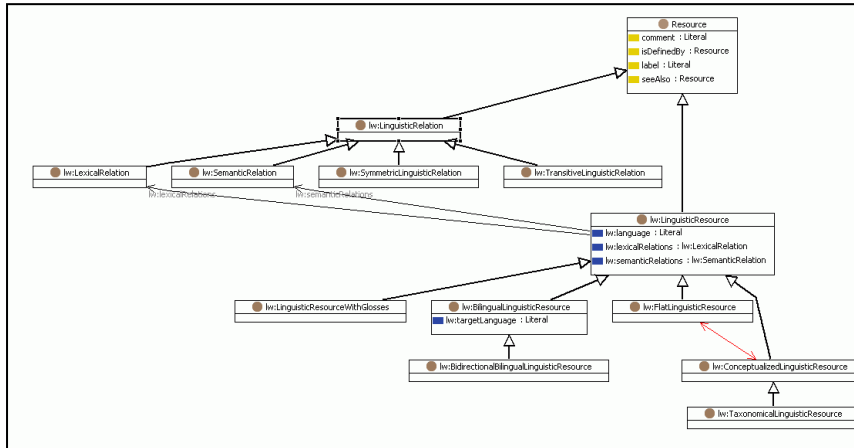 Resource
comment : Literal
isDefinedBy : Resource
label : Literal
seeAlso : Resource
lw:LinguisticRelation
lw:LexicalRelation
lw:SemanticRelation
lw:SymmetricLinguisticRelation
lw:TransitiveLinguisticRelation
lw:lexicalRelations
lw:semanticRelations
lw:LinguisticResource
lw:language : Literal
lw:lexicalRelations : lw:LexicalRelation
lw:semanticRelations : lw:SemanticRelation
lw:LinguisticResourceWithGlosses
lw:BilingualLinguisticResource
lw:targetLanguage : Literal
lw:FlatLinguisticResource
lw:BidirectionalBilingualLinguisticResource
lw:ConceptualizedLinguisticResource
lw:TaxonomicalLinguisticResource